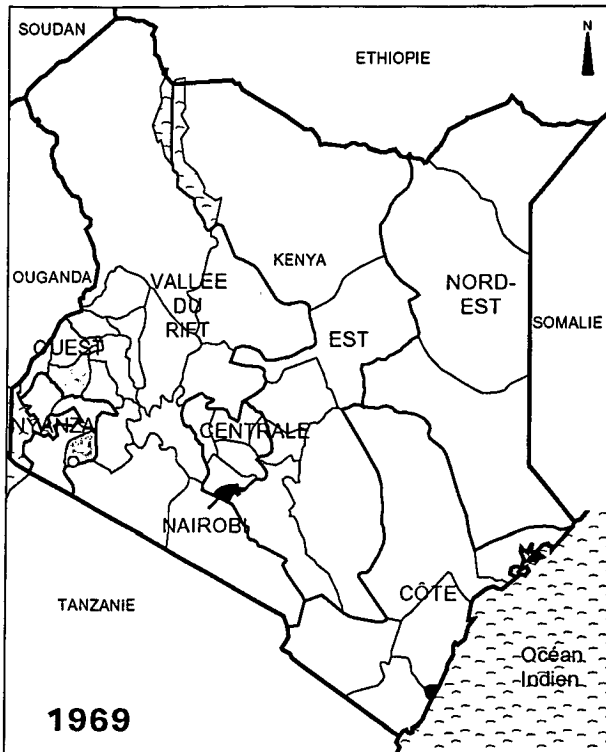 SOUDAN
N
ETHIOPIE
OUGANDA
KENYA
VALLEE
DU
RIFT
NORD-
EST
SOMALIE
OUEST
EST
NYANZA
CENTRALE
NAIROBI
TANZANIE
CÔTE
Océan
Indien
1969